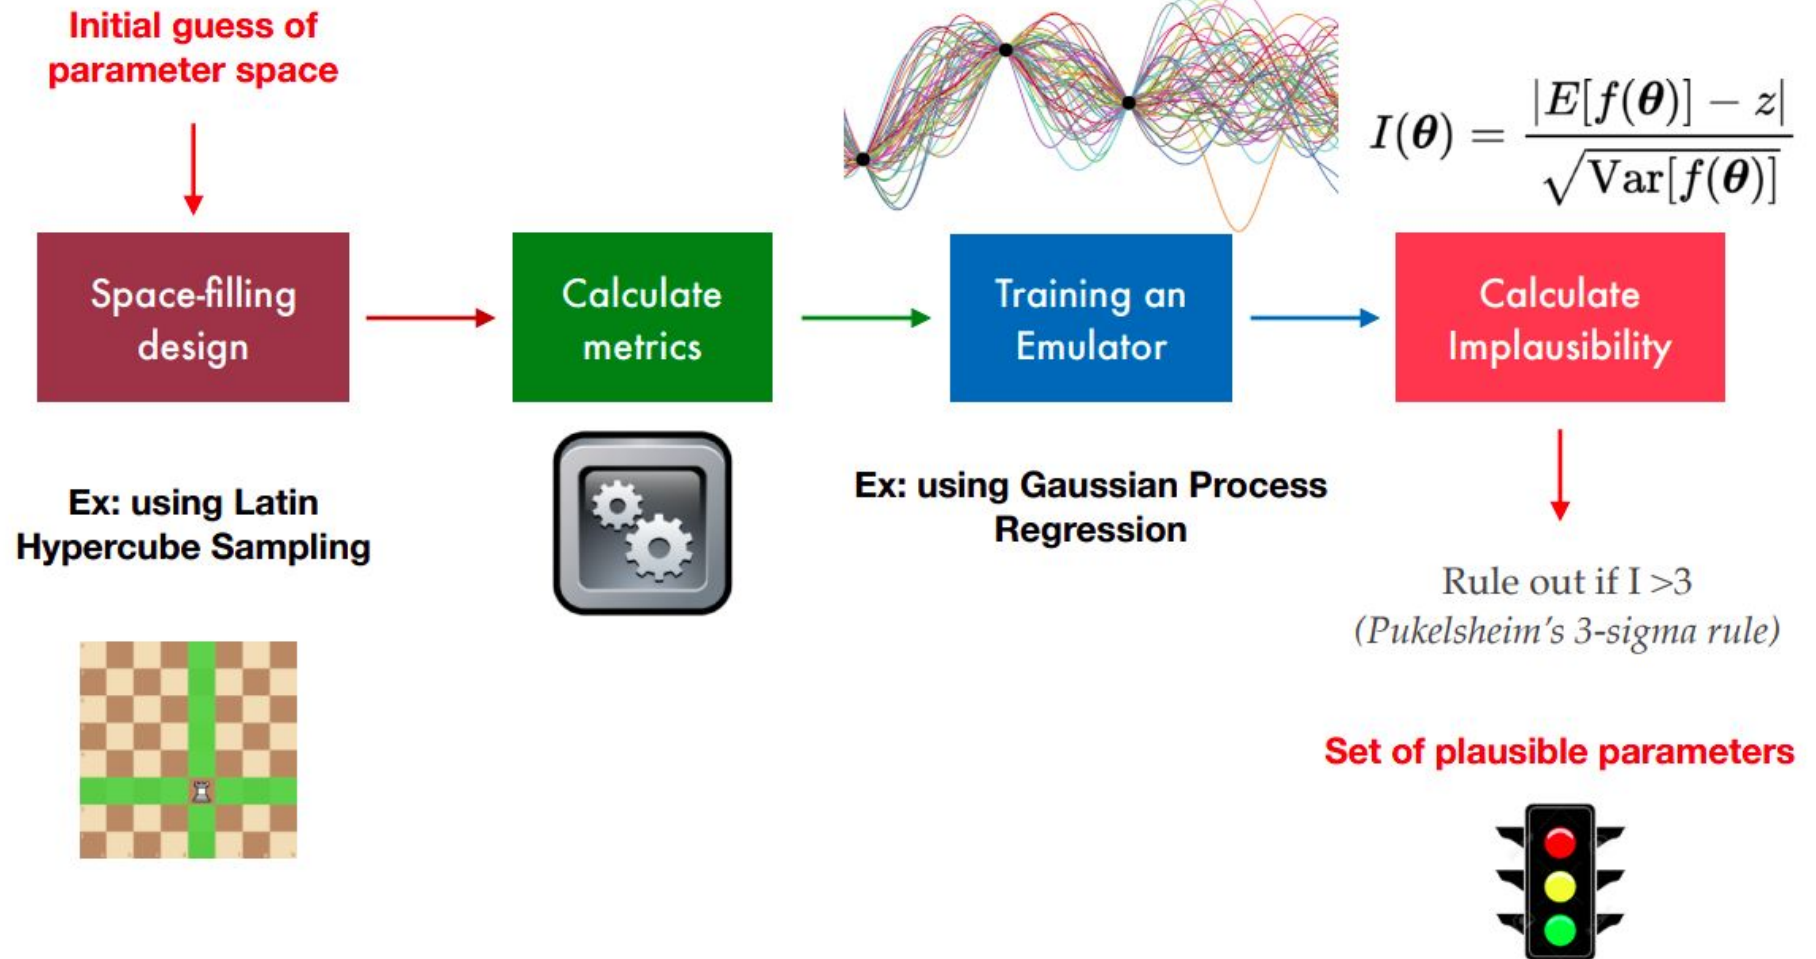 Initial guess of
parameter space
I(θ) = |E[f(θ)] − z| / √Var[f(θ)]
Space-filling
design
Calculate
metrics
Training an
Emulator
Calculate
Implausibility
Ex: using Latin
Hypercube Sampling
Ex: using Gaussian Process
Regression
Rule out if I >3
(Pukelsheim’s 3-sigma rule)
Set of plausible parameters